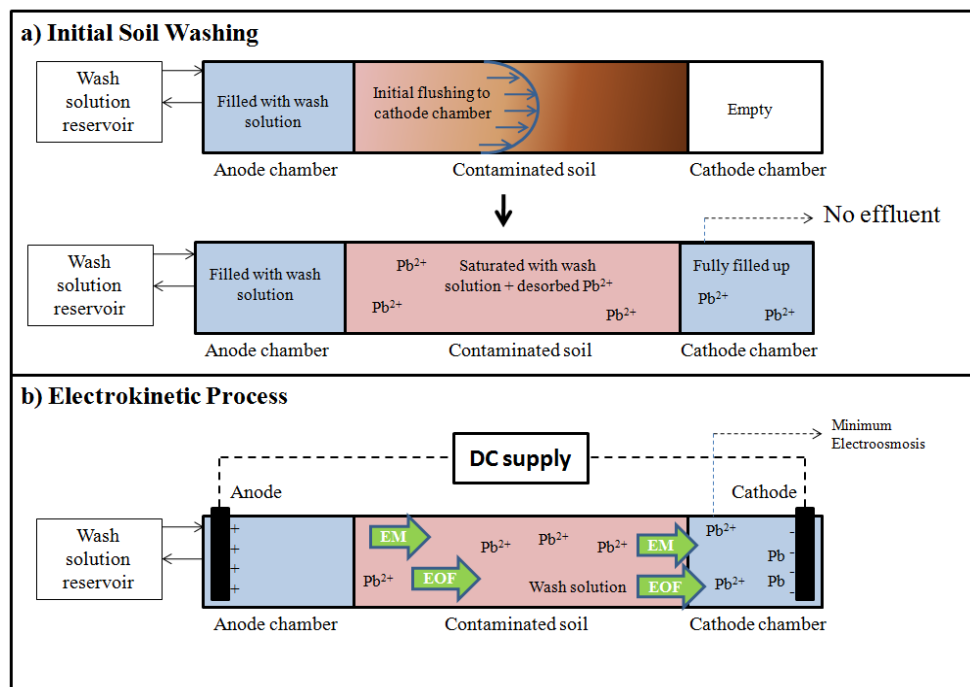 a) Initial Soil Washing
Wash
solution
reservoir
Filled with wash
solution
Initial flushing to
cathode chamber
Empty
Anode chamber
Contaminated soil
Cathode chamber
No effluent
Wash
solution
reservoir
Filled with wash
solution
Pb²⁺
Pb²⁺
Saturated with wash
solution + desorbed Pb²⁺
Pb²⁺
Fully filled up
Pb²⁺
Pb²⁺
Anode chamber
Contaminated soil
Cathode chamber
b) Electrokinetic Process
Minimum
Electroosmosis
DC supply
Anode
Cathode
Wash
solution
reservoir
+
+
+
+
EM
Pb²⁺
EOF
Pb²⁺
Pb²⁺
Pb²⁺
EM
Wash solution
EOF
Pb²⁺
Pb²⁺
Pb
Pb
-
-
-
-
Anode chamber
Contaminated soil
Cathode chamber